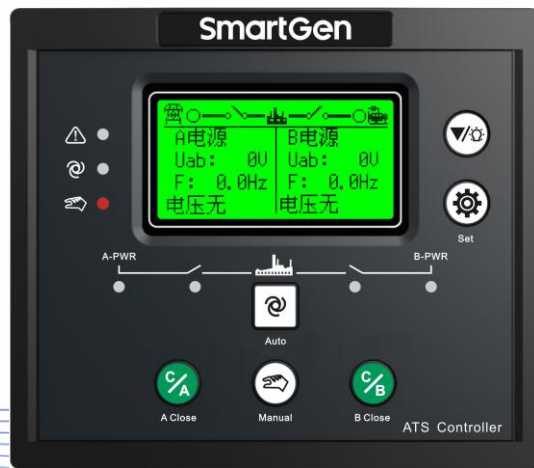 SmartGen
A电源 B电源
Uab: 0V Uab: 0V
F: 0.0Hz F: 0.0Hz
电压无 电压无
Set
A-PWR B-PWR
Auto
C/A C/B
A Close Manual B Close
ATS Controller